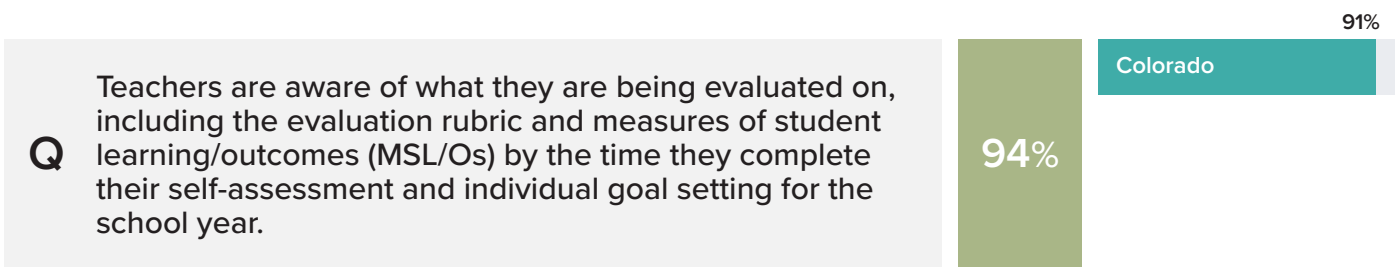 91%
Colorado
Teachers are aware of what they are being evaluated on,
including the evaluation rubric and measures of student
Q learning/outcomes (MSL/Os) by the time they complete
their self-assessment and individual goal setting for the
school year.
94%